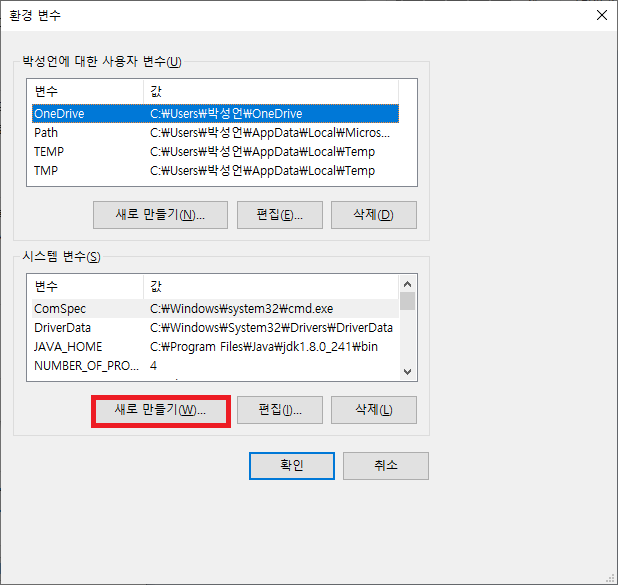 환경 변수
박성언에 대한 사용자 변수(U)
변수 값
OneDrive C:₩Users₩박성언₩OneDrive
Path C:₩Users₩박성언₩AppData₩Local₩Micros...
TEMP C:₩Users₩박성언₩AppData₩Local₩Temp
TMP C:₩Users₩박성언₩AppData₩Local₩Temp
새로 만들기(N)... 편집(E)... 삭제(D)
시스템 변수(S)
변수 값
ComSpec C:₩Windows₩system32₩cmd.exe
DriverData C:₩Windows₩System32₩Drivers₩DriverData
JAVA_HOME C:₩Program Files₩Java₩jdk1.8.0_241₩bin
NUMBER_OF_PRO... 4
새로 만들기(W)... 편집(I)... 삭제(L)
확인 취소